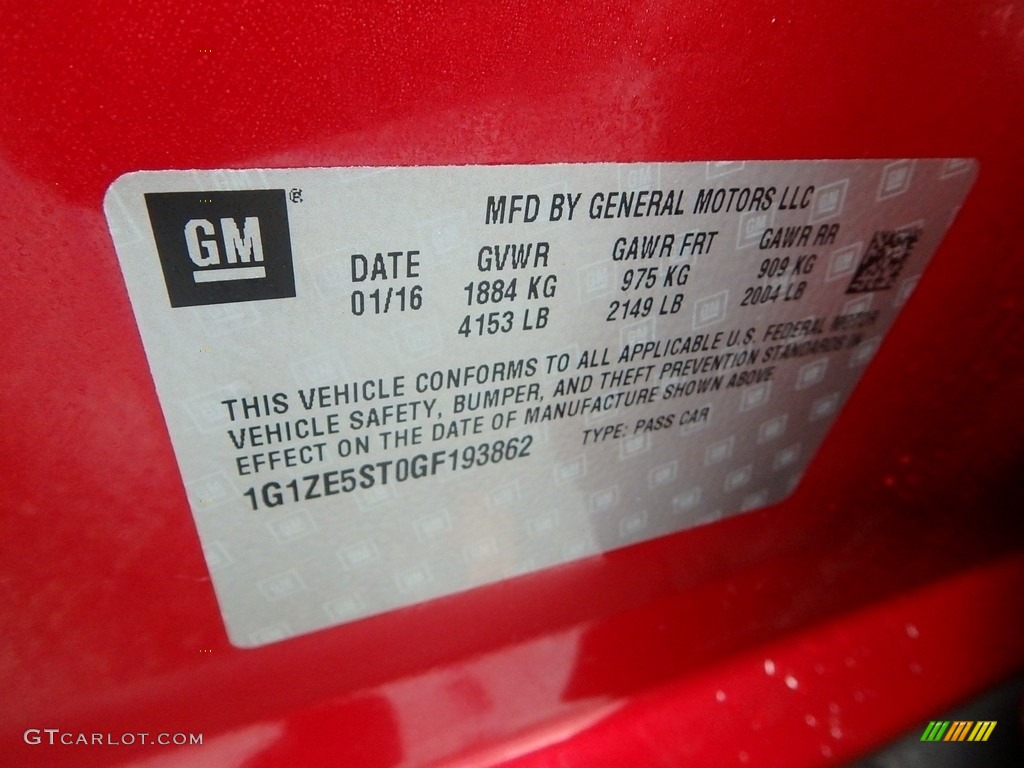 GM
MFD BY GENERAL MOTORS LLC
DATE GVWR GAWR FRT GAWR RR
01/16 1884 KG 975 KG 909 KG
4153 LB 2149 LB 2004 LB
THIS VEHICLE CONFORMS TO ALL APPLICABLE U.S. FEDERAL MOTOR
VEHICLE SAFETY, BUMPER, AND THEFT PREVENTION STANDARDS IN
EFFECT ON THE DATE OF MANUFACTURE SHOWN ABOVE.
1G1ZE5ST0GF193862 TYPE: PASS CAR
GTCARLOT.COM